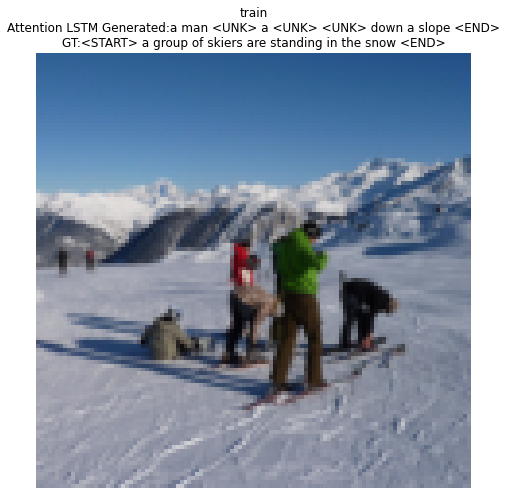 train
Attention LSTM Generated:a man <UNK> a <UNK> <UNK> down a slope <END>
GT:<START> a group of skiers are standing in the snow <END>